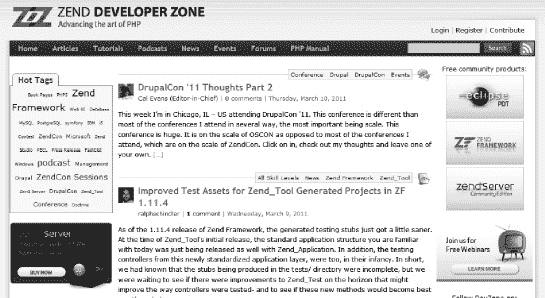 ZEND DEVELOPER ZONE
Advancing the art of PHP
Login | Register | Contribute
Home Articles Tutorials Podcasts News Events Forums PHP Manual
Search
Hot Tags
Book Pages PHP5 Zend
Framework Web 2.0 Database
MySQL PostgreSQL symfony IBM i5
Contest ZendCon Microsoft Zend
Studio PECL Press Release FastCGI
Windows podcast Management
Drupal ZendCon Sessions
Zend Server DrupalCon Zend_Tool
Conference Doctrine
Server
BUY NOW
Conference Drupal DrupalCon Events
DrupalCon '11 Thoughts Part 2
Cal Evans (Editor-in-Chief) | 0 comments | Thursday, March 10, 2011
This week I'm in Chicago, IL – US attending DrupalCon '11. This conference is different than
most of the conferences I attend in several way, the most important being scale. This
conference is huge. It is on the scale of OSCON as opposed to most of the conferences I
attend, which are on the scale of ZendCon. Click on in, check out my thoughts and leave one of
your own. [...]
All Skill Levels News Zend Framework Zend_Tool
Improved Test Assets for Zend_Tool Generated Projects in ZF
1.11.4
ralphschindler | 1 comment | Wednesday, March 9, 2011
As of the 1.11.4 release of Zend Framework, the generated testing stubs just got a little saner.
At the time of Zend_Tool's initial release, the standard application structure you are familiar
with today was just being released as well with Zend_Application. In addition, the testing
controllers from this newly standardized application layer, were too, in their infancy. In short,
we had known that the stubs being produced in the tests/ directory were incomplete, but we
were waiting to see if there were improvements to Zend_Test on the horizon that might
improve the way controllers were tested- and to see if these new methods would become best
Free community products:
eclipse
PDT
ZEND
FRAMEWORK
zendServer
Community Edition
Join us for
Free Webinars
LEARN MORE